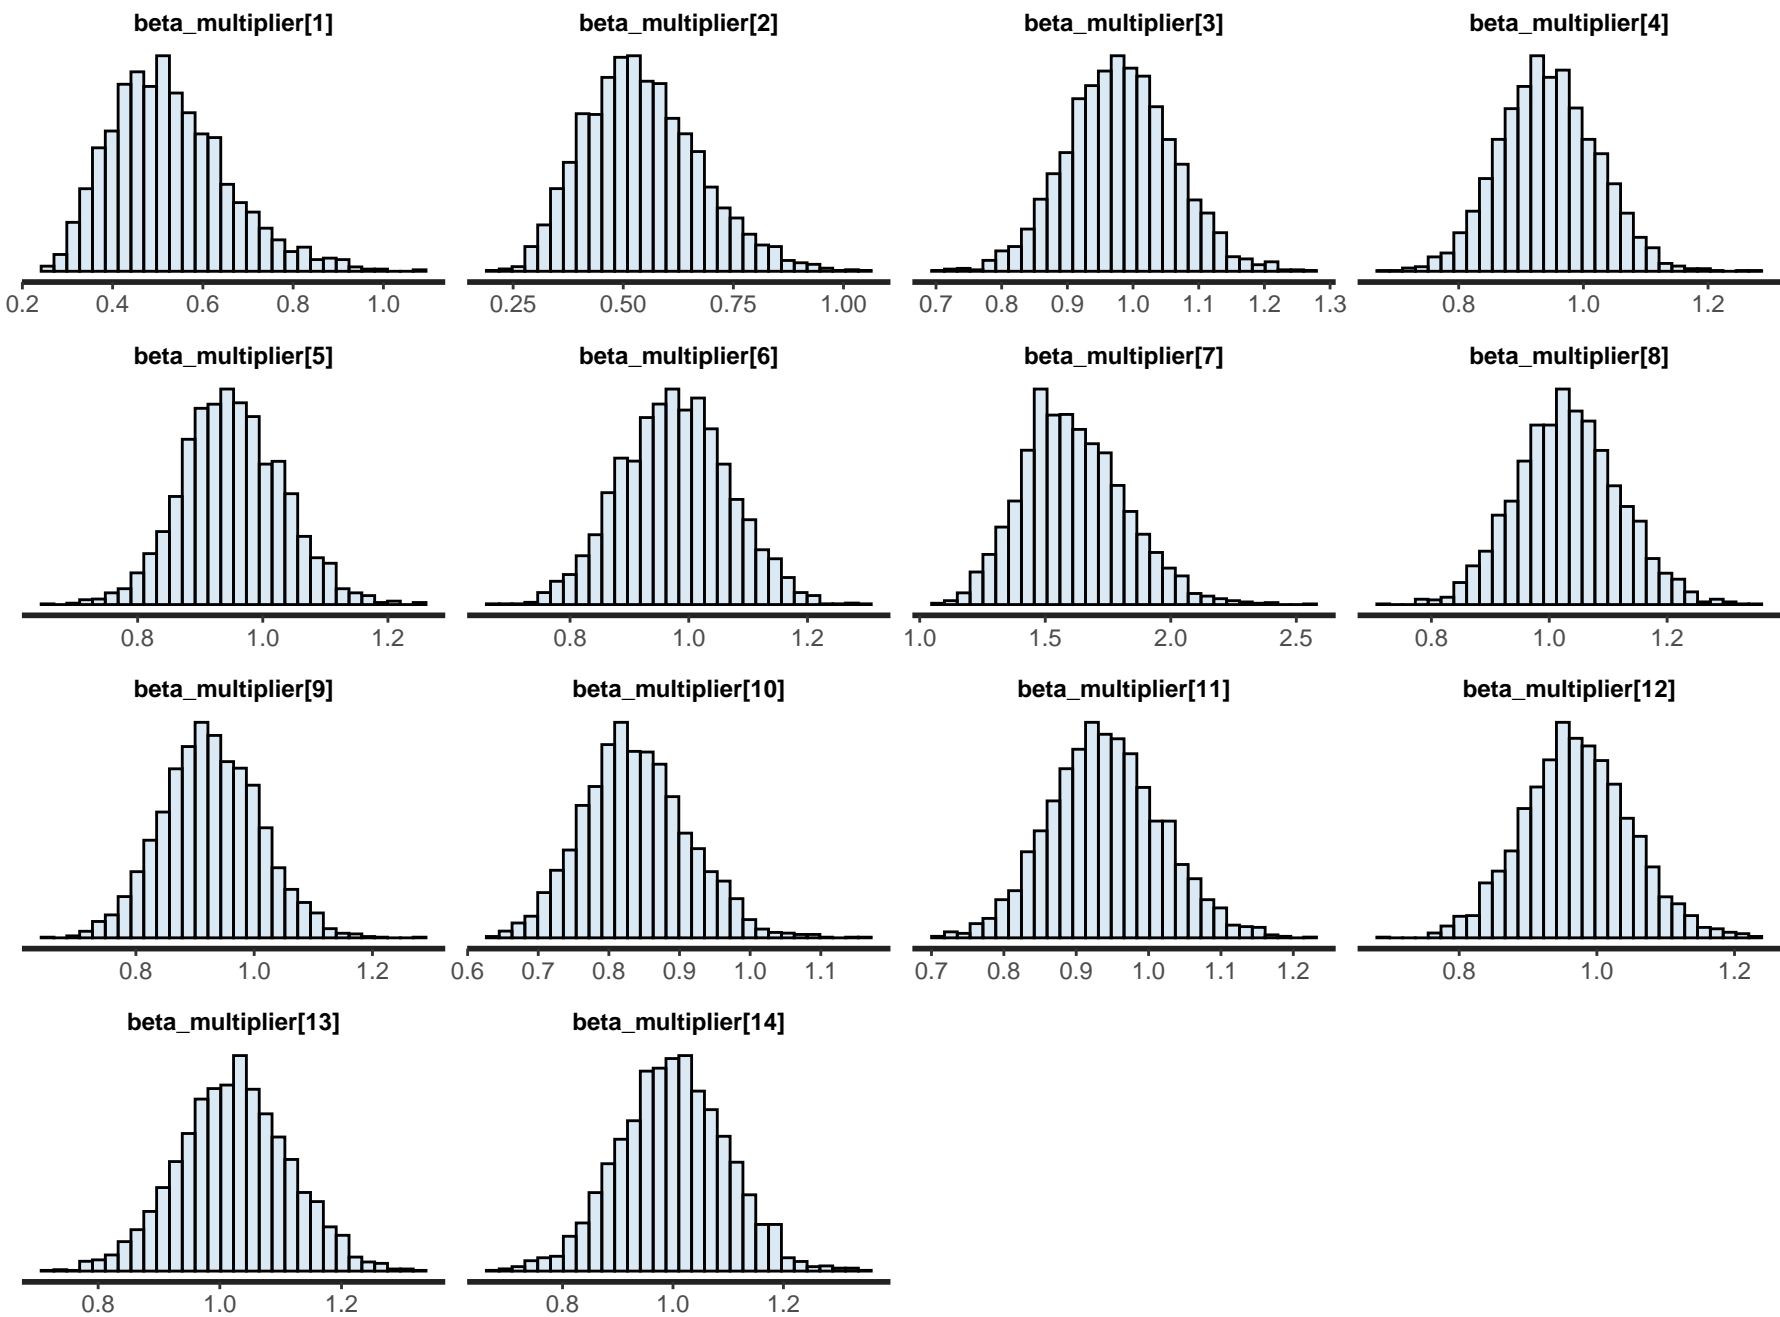 beta_multiplier[1] beta_multiplier[2] beta_multiplier[3] beta_multiplier[4]
0.2 0.4 0.6 0.8 1.0 0.25 0.50 0.75 1.00 0.7 0.8 0.9 1.0 1.1 1.2 1.3 0.8 1.0 1.2
beta_multiplier[5] beta_multiplier[6] beta_multiplier[7] beta_multiplier[8]
0.8 1.0 1.2 0.8 1.0 1.2 1.0 1.5 2.0 2.5 0.8 1.0 1.2
beta_multiplier[9] beta_multiplier[10] beta_multiplier[11] beta_multiplier[12]
0.8 1.0 1.2 0.6 0.7 0.8 0.9 1.0 1.1 0.7 0.8 0.9 1.0 1.1 1.2 0.8 1.0 1.2
beta_multiplier[13] beta_multiplier[14]
0.8 1.0 1.2 0.8 1.0 1.2